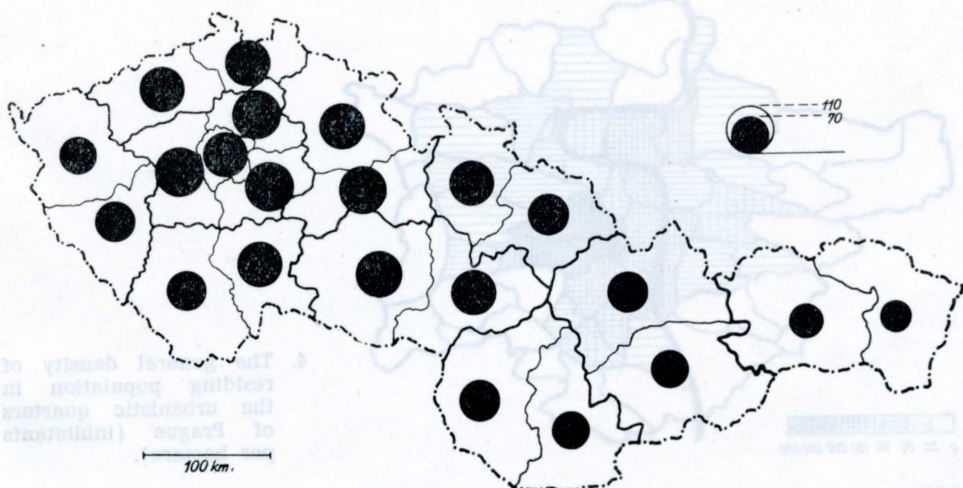 110
70
4. The general density of
residing population in
the urbanistic quarters
of Prague (inhibitents
per hectare).
100 km.